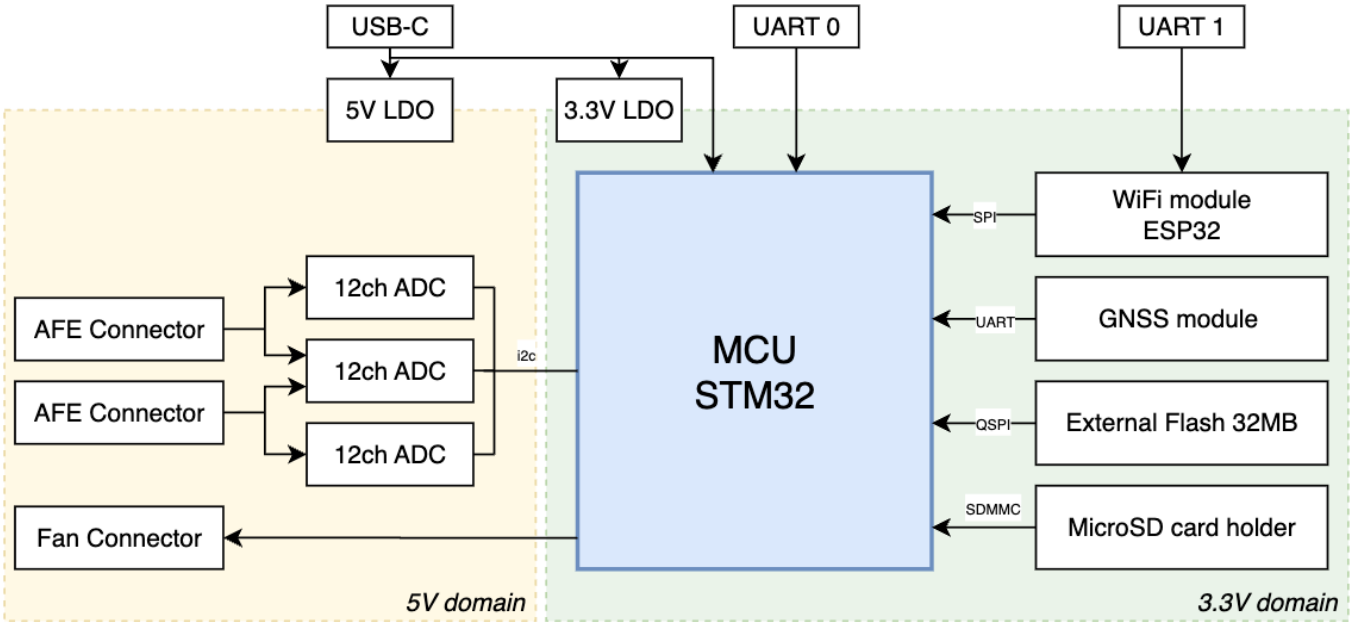 USB-C
UART 0
UART 1
5V LDO
3.3V LDO
WiFi module
ESP32
SPI
12ch ADC
AFE Connector
GNSS module
UART
MCU
STM32
i2c
12ch ADC
AFE Connector
External Flash 32MB
QSPI
12ch ADC
SDMMC
MicroSD card holder
Fan Connector
5V domain
3.3V domain